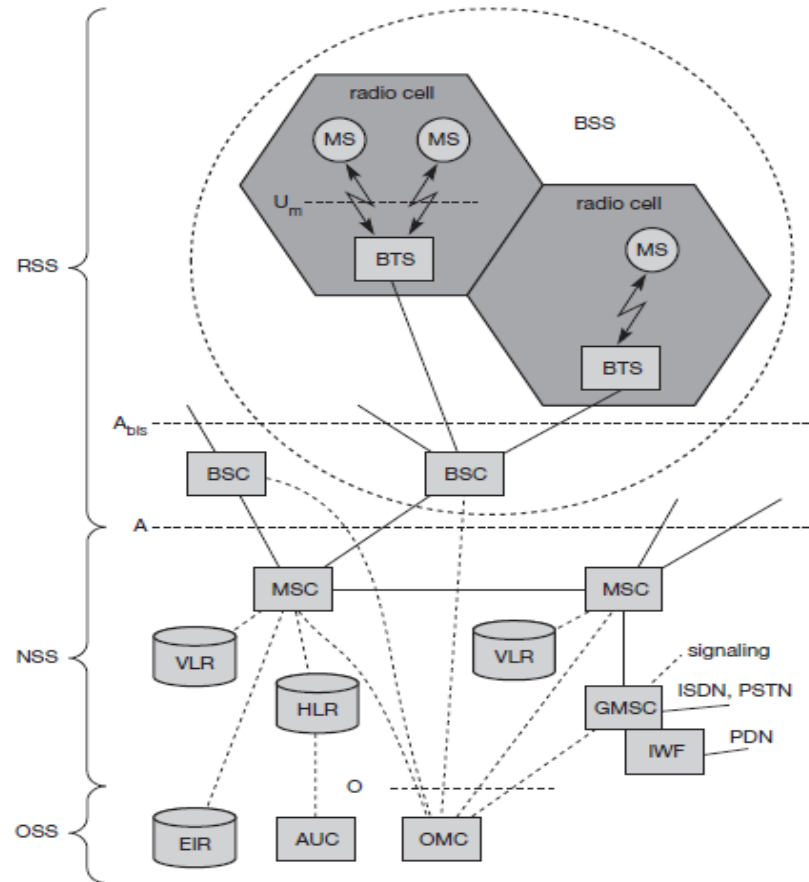 radio cell
MS
MS
BSS
Um
radio cell
BTS
MS
RSS
BTS
Abis
BSC
BSC
A
MSC
MSC
VLR
VLR
signaling
NSS
HLR
GMSC
ISDN, PSTN
IWF
PDN
O
OSS
EIR
AUC
OMC